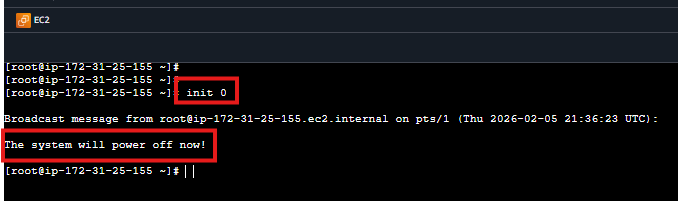 EC2
[root@ip-172-31-25-155 ~]#
[root@ip-172-31-25-155 ~]#
[root@ip-172-31-25-155 ~]# init 0
Broadcast message from root@ip-172-31-25-155.ec2.internal on pts/1 (Thu 2026-02-05 21:36:23 UTC):
The system will power off now!
[root@ip-172-31-25-155 ~]#